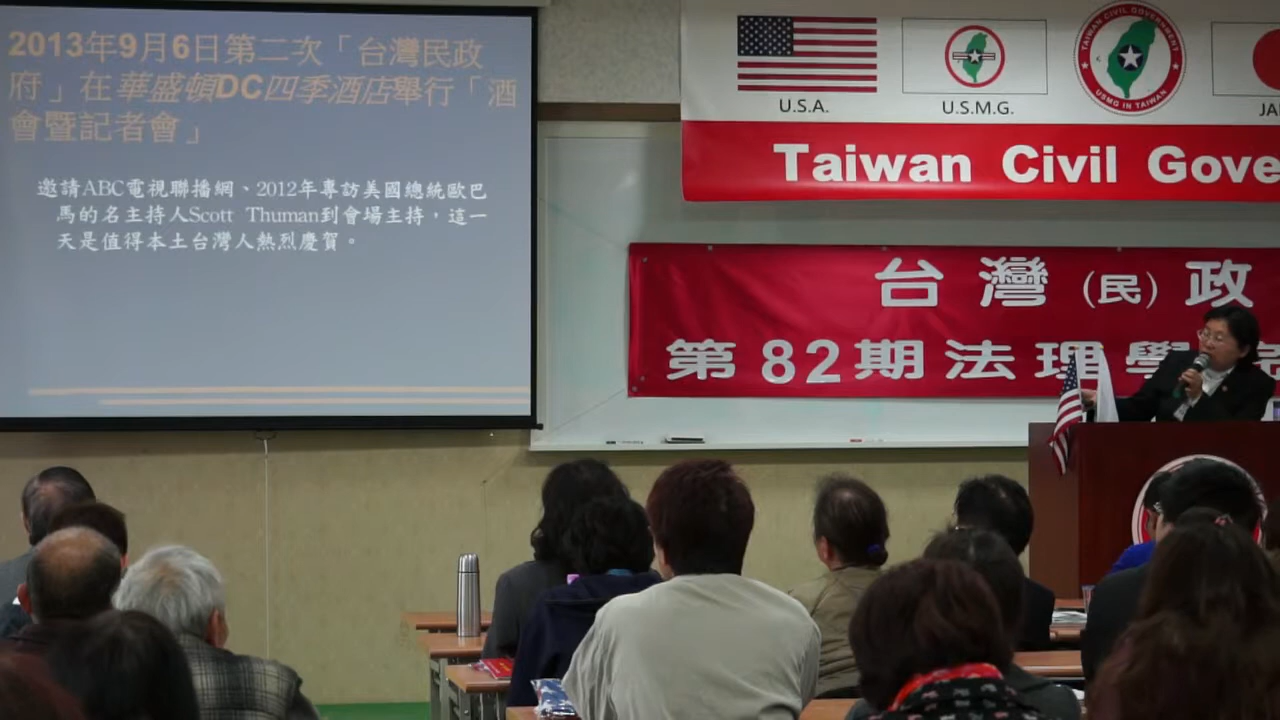 2013年9月6日第二次「台灣民政
府」在華盛頓DC四季酒店舉行「酒
會暨記者會」
邀請ABC電視聯播網、2012年專訪美國總統歐巴
馬的名主持人Scott Thuman到會場主持，這一
天是值得本土台灣人熱烈慶賀。
U.S.A.
U.S.M.G.
TAIWAN CIVIL GOVERNMENT
USMG IN TAIWAN
JA
Taiwan Civil Gove
台灣(民)政
第82期法理學